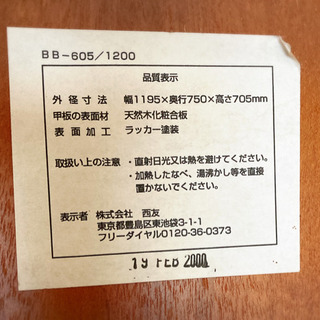 BB-605/1200
品質表示
外径寸法 幅1195×奥行750×高さ705mm
甲板の表面材 天然木化粧合板
表面加工 ラッカー塗装
取扱い上の注意 ・直射日光又は熱を避けてください。
・加熱したなべ、湯沸かし等を直接
置かないでください。
表示者 株式会社 西友
東京都豊島区東池袋3-1-1
フリーダイヤル0120-36-0373
19 FEB 2000